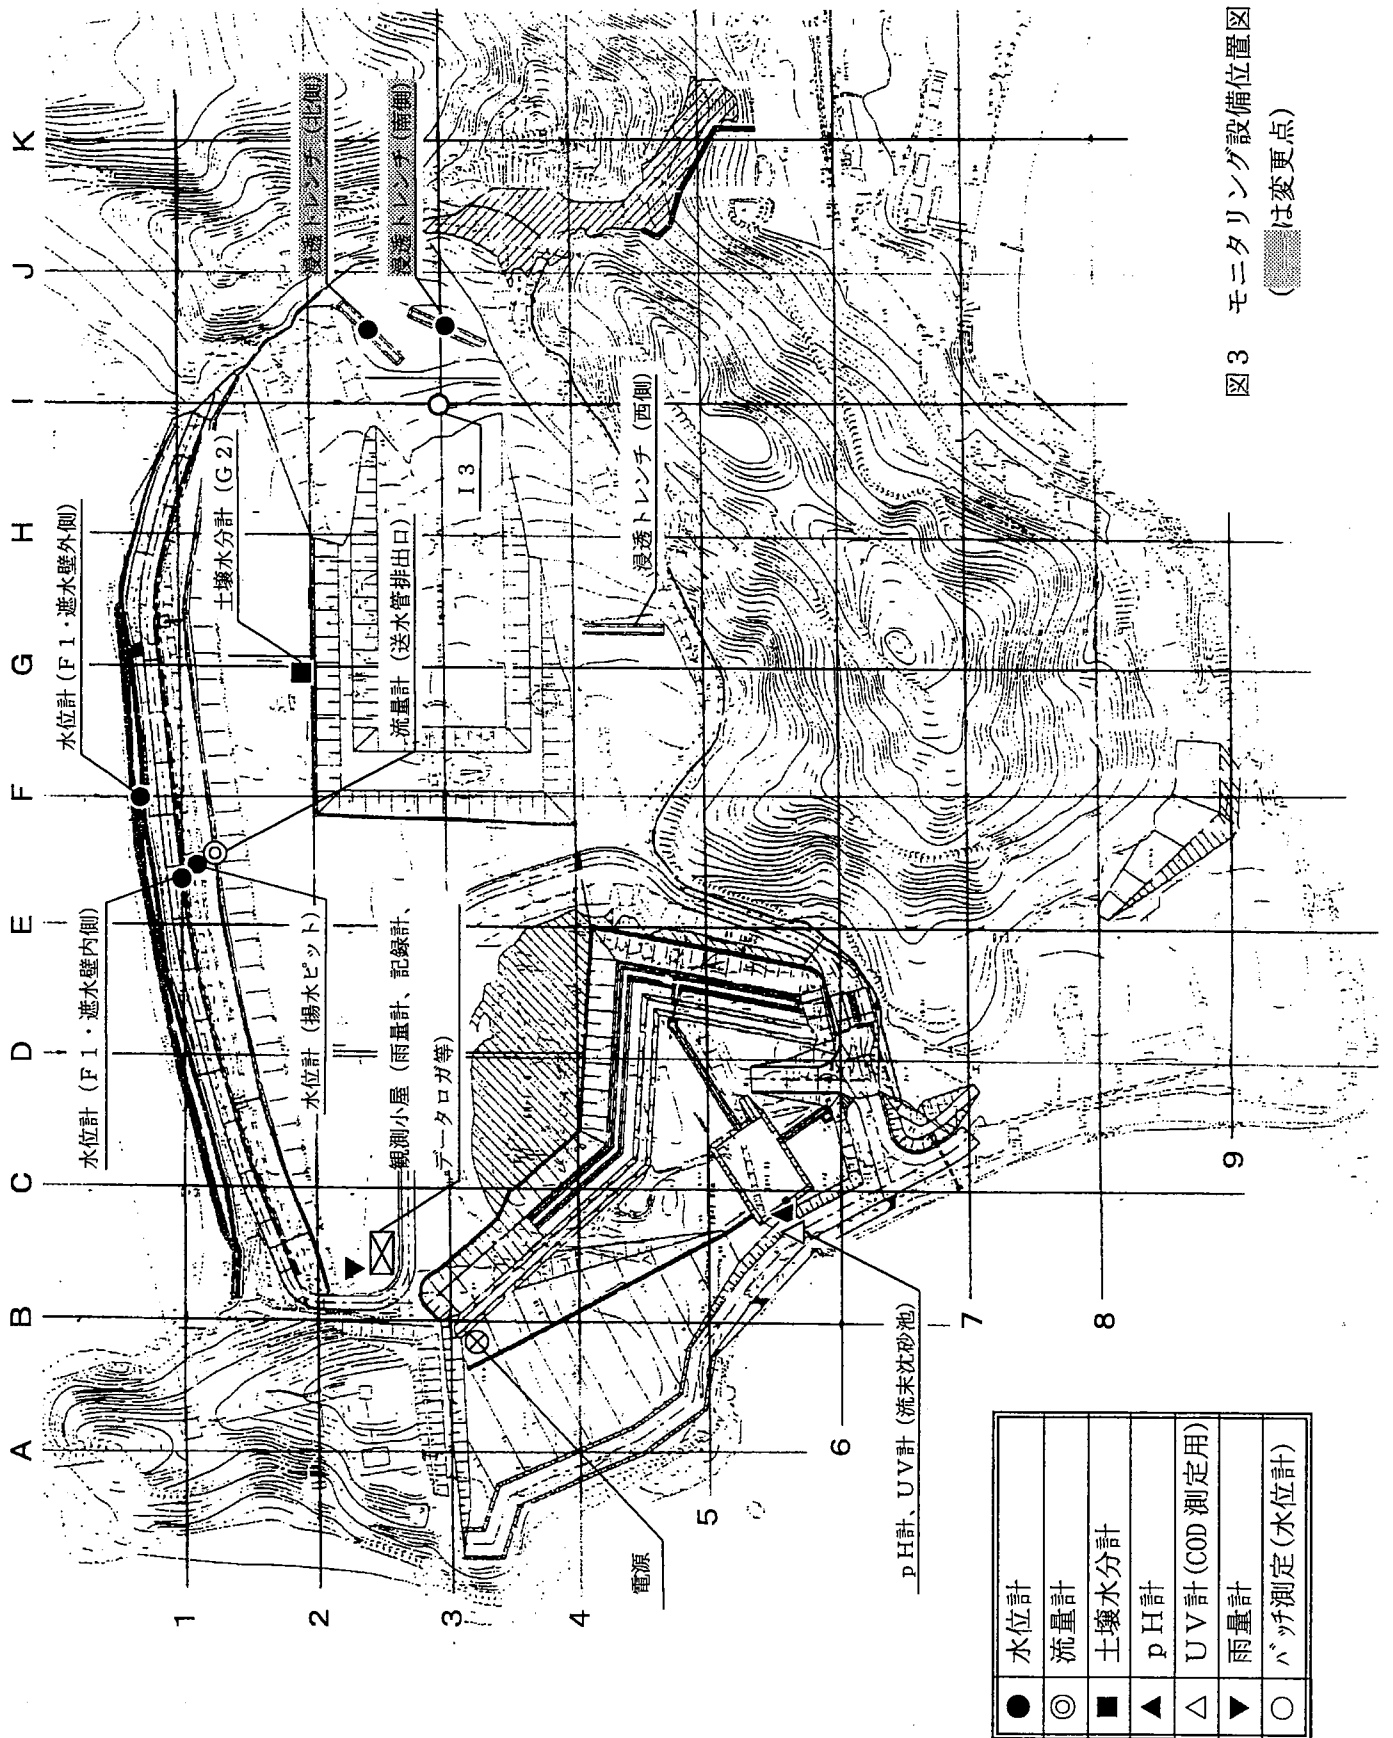 A
B
C
D
E
F
G
H
I
J
K
1
2
3
4
5
6
7
8
9
水位計 (F1・遮水壁内側)
水位計 (F1・遮水壁外側)
水位計 (揚水ピット)
観測小屋 (雨量計、記録計、
データロガ等)
流量計 (送水管排出口)
土壌水分計 (G2)
I3
浸透トレンチ (北側)
浸透トレンチ (南側)
浸透トレンチ (西側)
電源
pH計、UV計 (流末沈砂池)
● 水位計
◎ 流量計
■ 土壌水分計
▲ pH計
△ UV計(COD測定用)
▼ 雨量計
○ バッチ測定(水位計)
図3 モニタリング設備位置図
( は変更点)